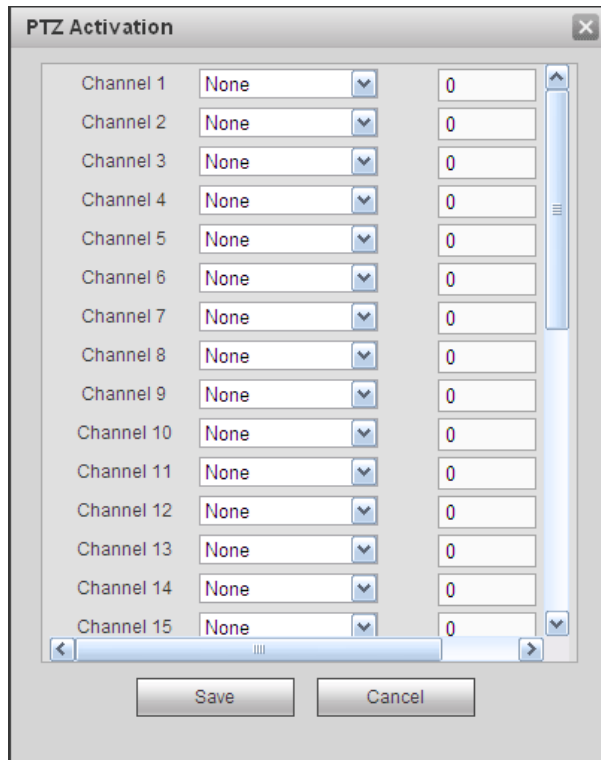 PTZ Activation
Channel 1 None 0
Channel 2 None 0
Channel 3 None 0
Channel 4 None 0
Channel 5 None 0
Channel 6 None 0
Channel 7 None 0
Channel 8 None 0
Channel 9 None 0
Channel 10 None 0
Channel 11 None 0
Channel 12 None 0
Channel 13 None 0
Channel 14 None 0
Channel 15 None 0
Save Cancel